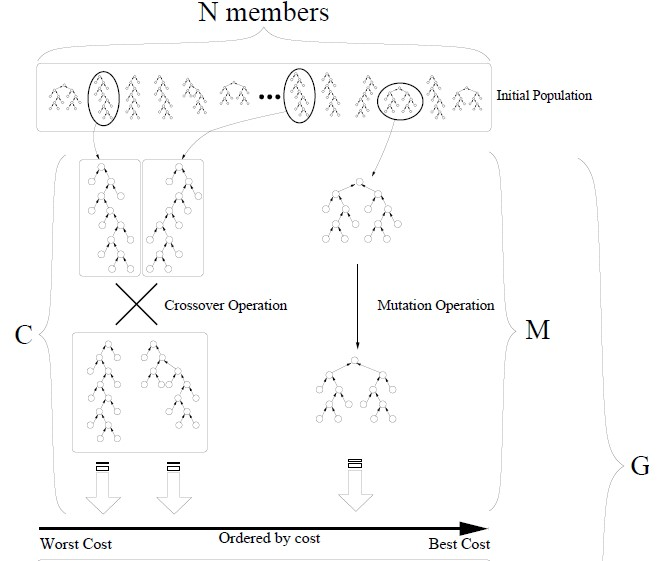 N members
Initial Population
Crossover Operation
Mutation Operation
C
M
G
Worst Cost
Ordered by cost
Best Cost